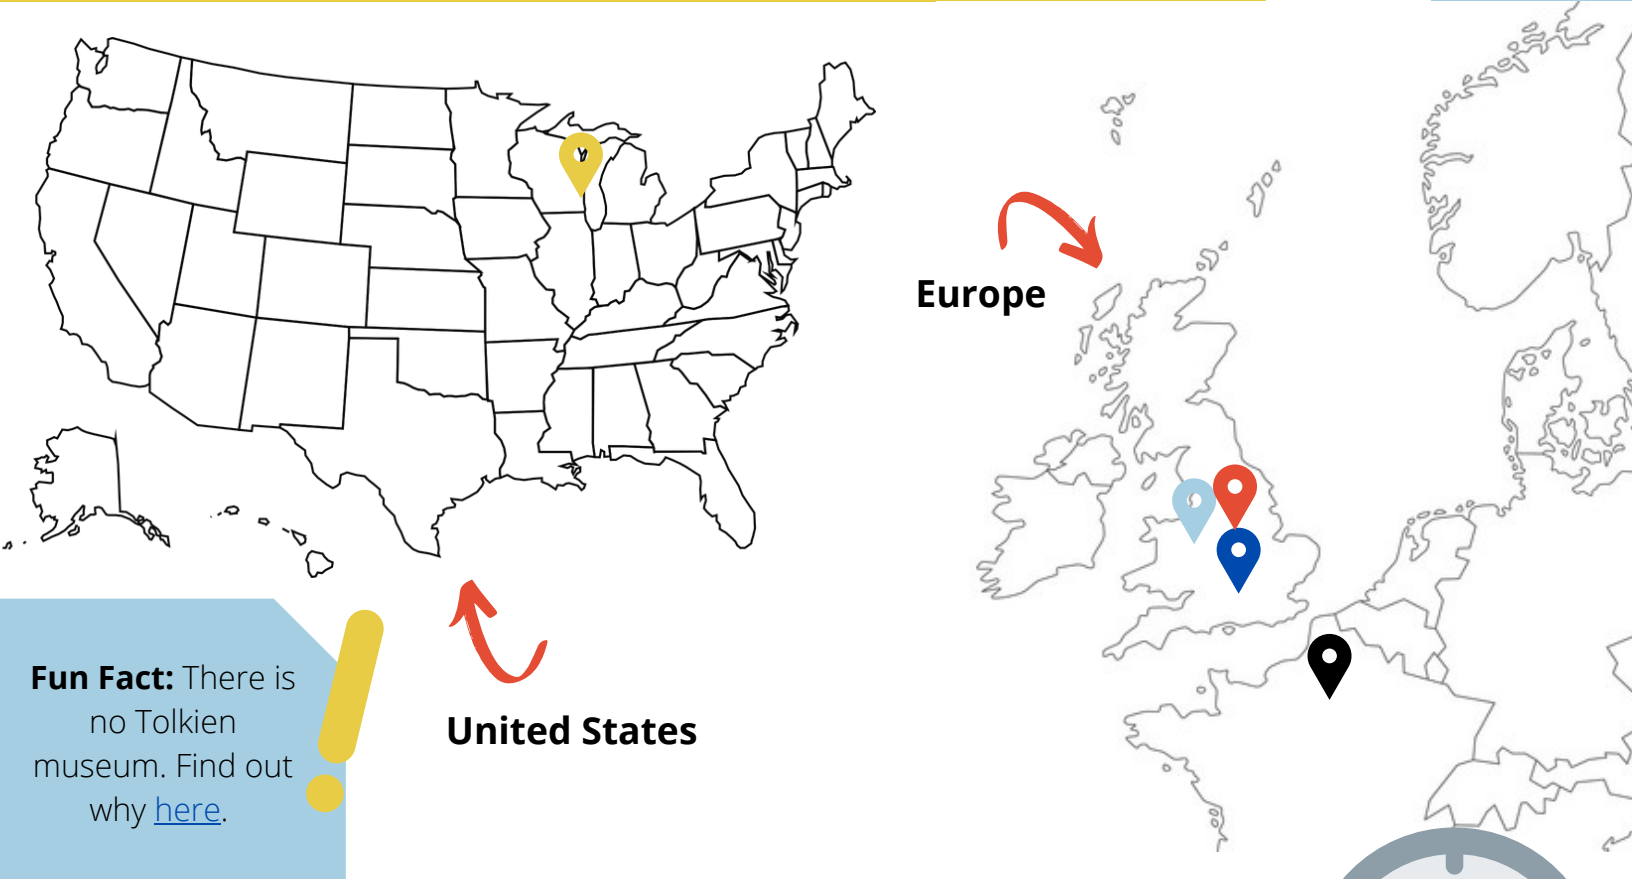 Europe
United States
Fun Fact: There is
no Tolkien
museum. Find out
why here.